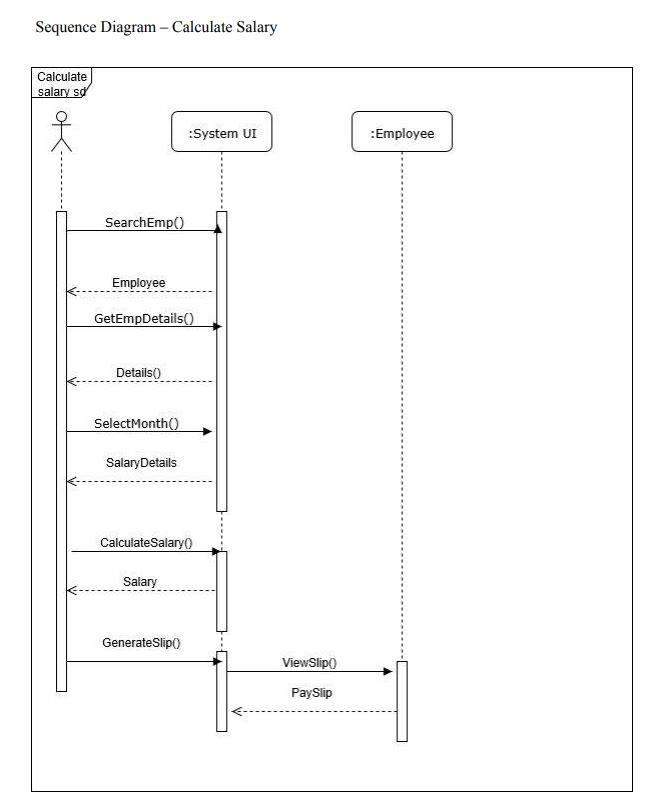 Sequence Diagram – Calculate Salary
Calculate
salary sd
:System UI
:Employee
SearchEmp()
Employee
GetEmpDetails()
Details()
SelectMonth()
SalaryDetails
CalculateSalary()
Salary
GenerateSlip()
ViewSlip()
PaySlip